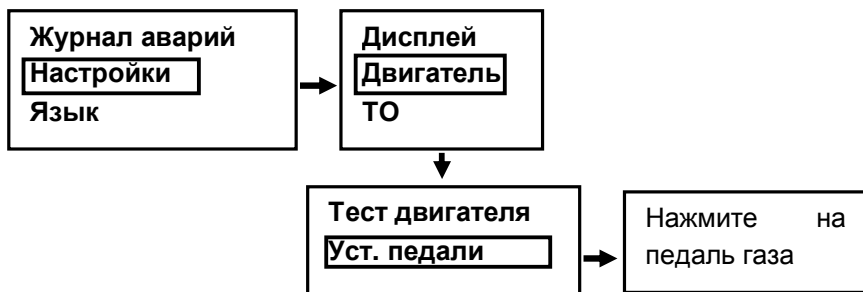 Журнал аварий
Настройки
Язык
Дисплей
Двигатель
ТО
Тест двигателя
Уст. педали
Нажмите на
педаль газа